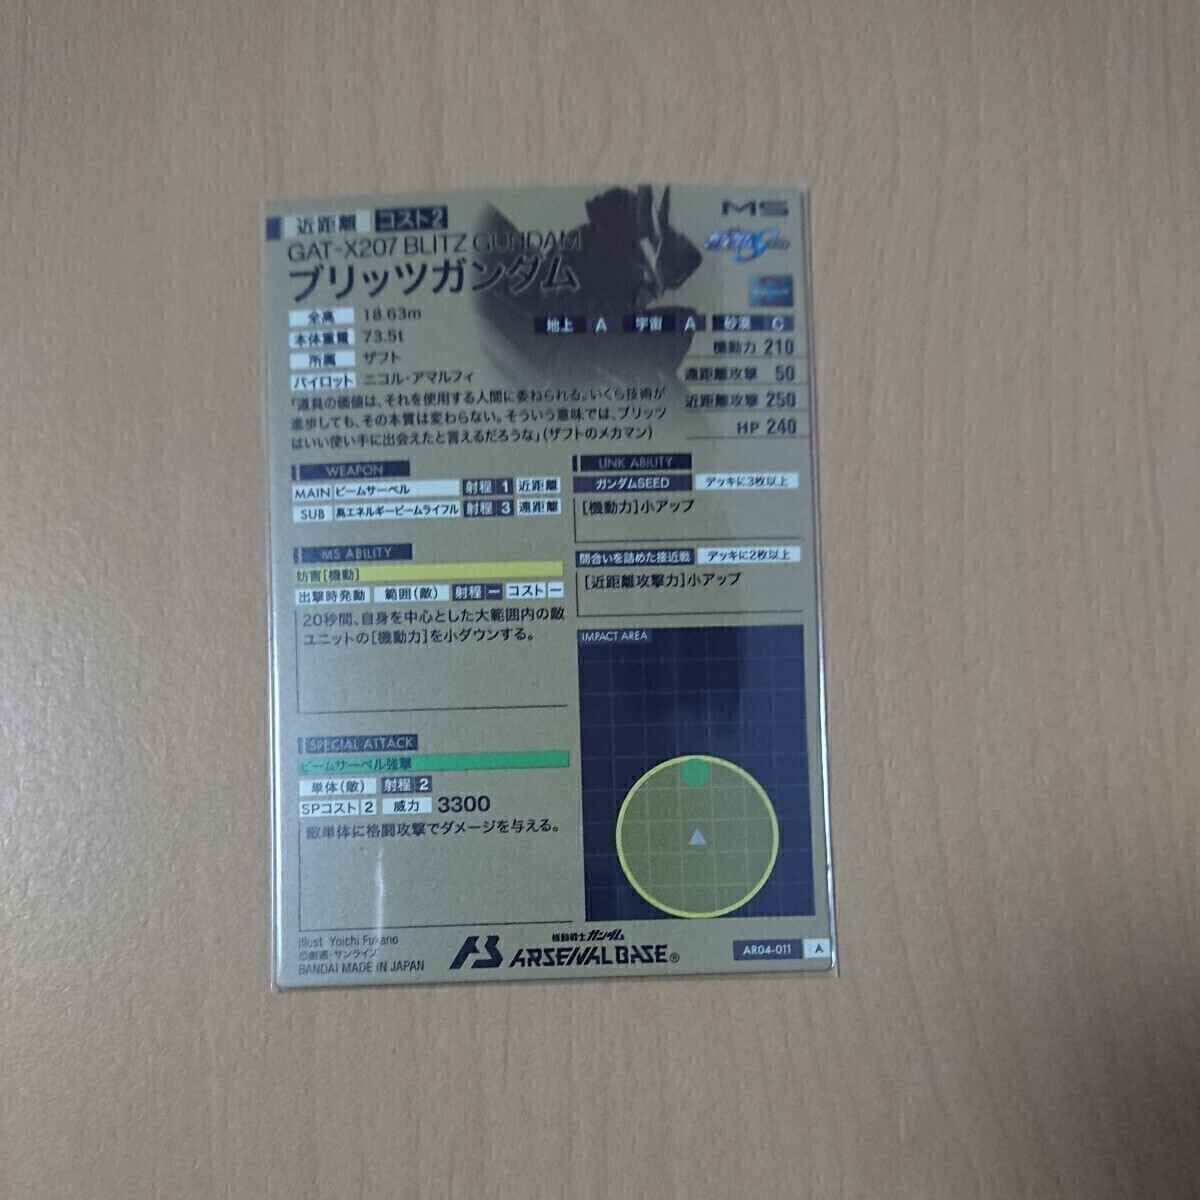 近距離 コスト2
MS
GAT-X207 BLITZ GUNDAM
ブリッツガンダム
全高 18.63m
本体重量 73.5t
所属 ザフト
パイロット ニコル・アマルフィ
地上 A 宇宙 A 砂漠 C
機動力 210
遠距離攻撃 50
近距離攻撃 250
HP 240
「道具の価値は、それを使用する人間に委ねられる。いくら技術が
進歩しても、その本質は変わらない。そういう意味では、ブリッツ
はいい使い手に出会えたと言えるだろうな」(ザフトのメカマン)
WEAPON
MAIN ビームサーベル 射程 1 近距離
SUB 高エネルギービームライフル 射程 3 遠距離
MS ABILITY
妨害[機動]
出撃時発動 範囲(敵) 射程 ー コスト ー
20秒間、自身を中心とした大範囲内の敵
ユニットの[機動力]を小ダウンする。
SPECIAL ATTACK
ビームサーベル強撃
単体(敵) 射程 2
SPコスト 2 威力 3300
敵単体に格闘攻撃でダメージを与える。
LINK ABILITY
ガンダムSEED デッキに3枚以上
[機動力]小アップ
間合いを詰めた接近戦 デッキに2枚以上
[近距離攻撃力]小アップ
IMPACT AREA
Illust. Yoichi Fukano
©創通・サンライズ
BANDAI MADE IN JAPAN
機動戦士ガンダム
AB ARSENAL BASE®
AR04-011 A